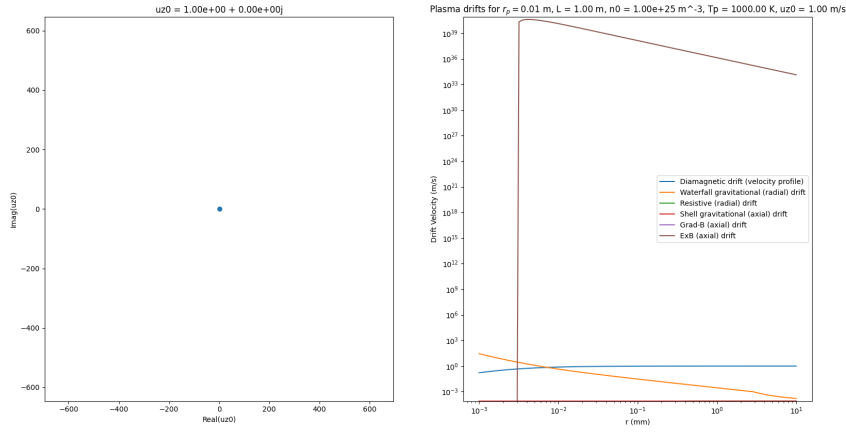 uz0 = 1.00e+00 + 0.00e+00j
600
400
200
0
−200
−400
−600
−600
−400
−200
0
200
400
600
Imag(uz0)
Real(uz0)
Plasma drifts for r_p = 0.01 m, L = 1.00 m, n0 = 1.00e+25 m^-3, Tp = 1000.00 K, uz0 = 1.00 m/s
10^39
10^36
10^33
10^30
10^27
10^24
10^21
10^18
10^15
10^12
10^9
10^6
10^3
10^0
10^−3
10^−3
10^−2
10^−1
10^0
10^1
Drift Velocity (m/s)
r (mm)
Diamagnetic drift (velocity profile)
Waterfall gravitational (radial) drift
Resistive (radial) drift
Shell gravitational (axial) drift
Grad-B (axial) drift
ExB (axial) drift